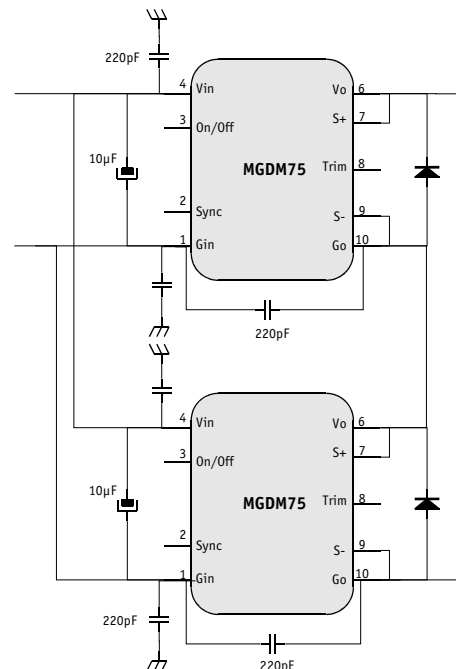 220pF
4 Vin
Vo 6
S+ 7
3 On/Off
10µF
MGDM75
Trim 8
2 Sync
S- 9
1 Gin
Go 10
220pF
4 Vin
Vo 6
S+ 7
3 On/Off
10µF
MGDM75
Trim 8
2 Sync
S- 9
1 Gin
Go 10
220pF
220pF